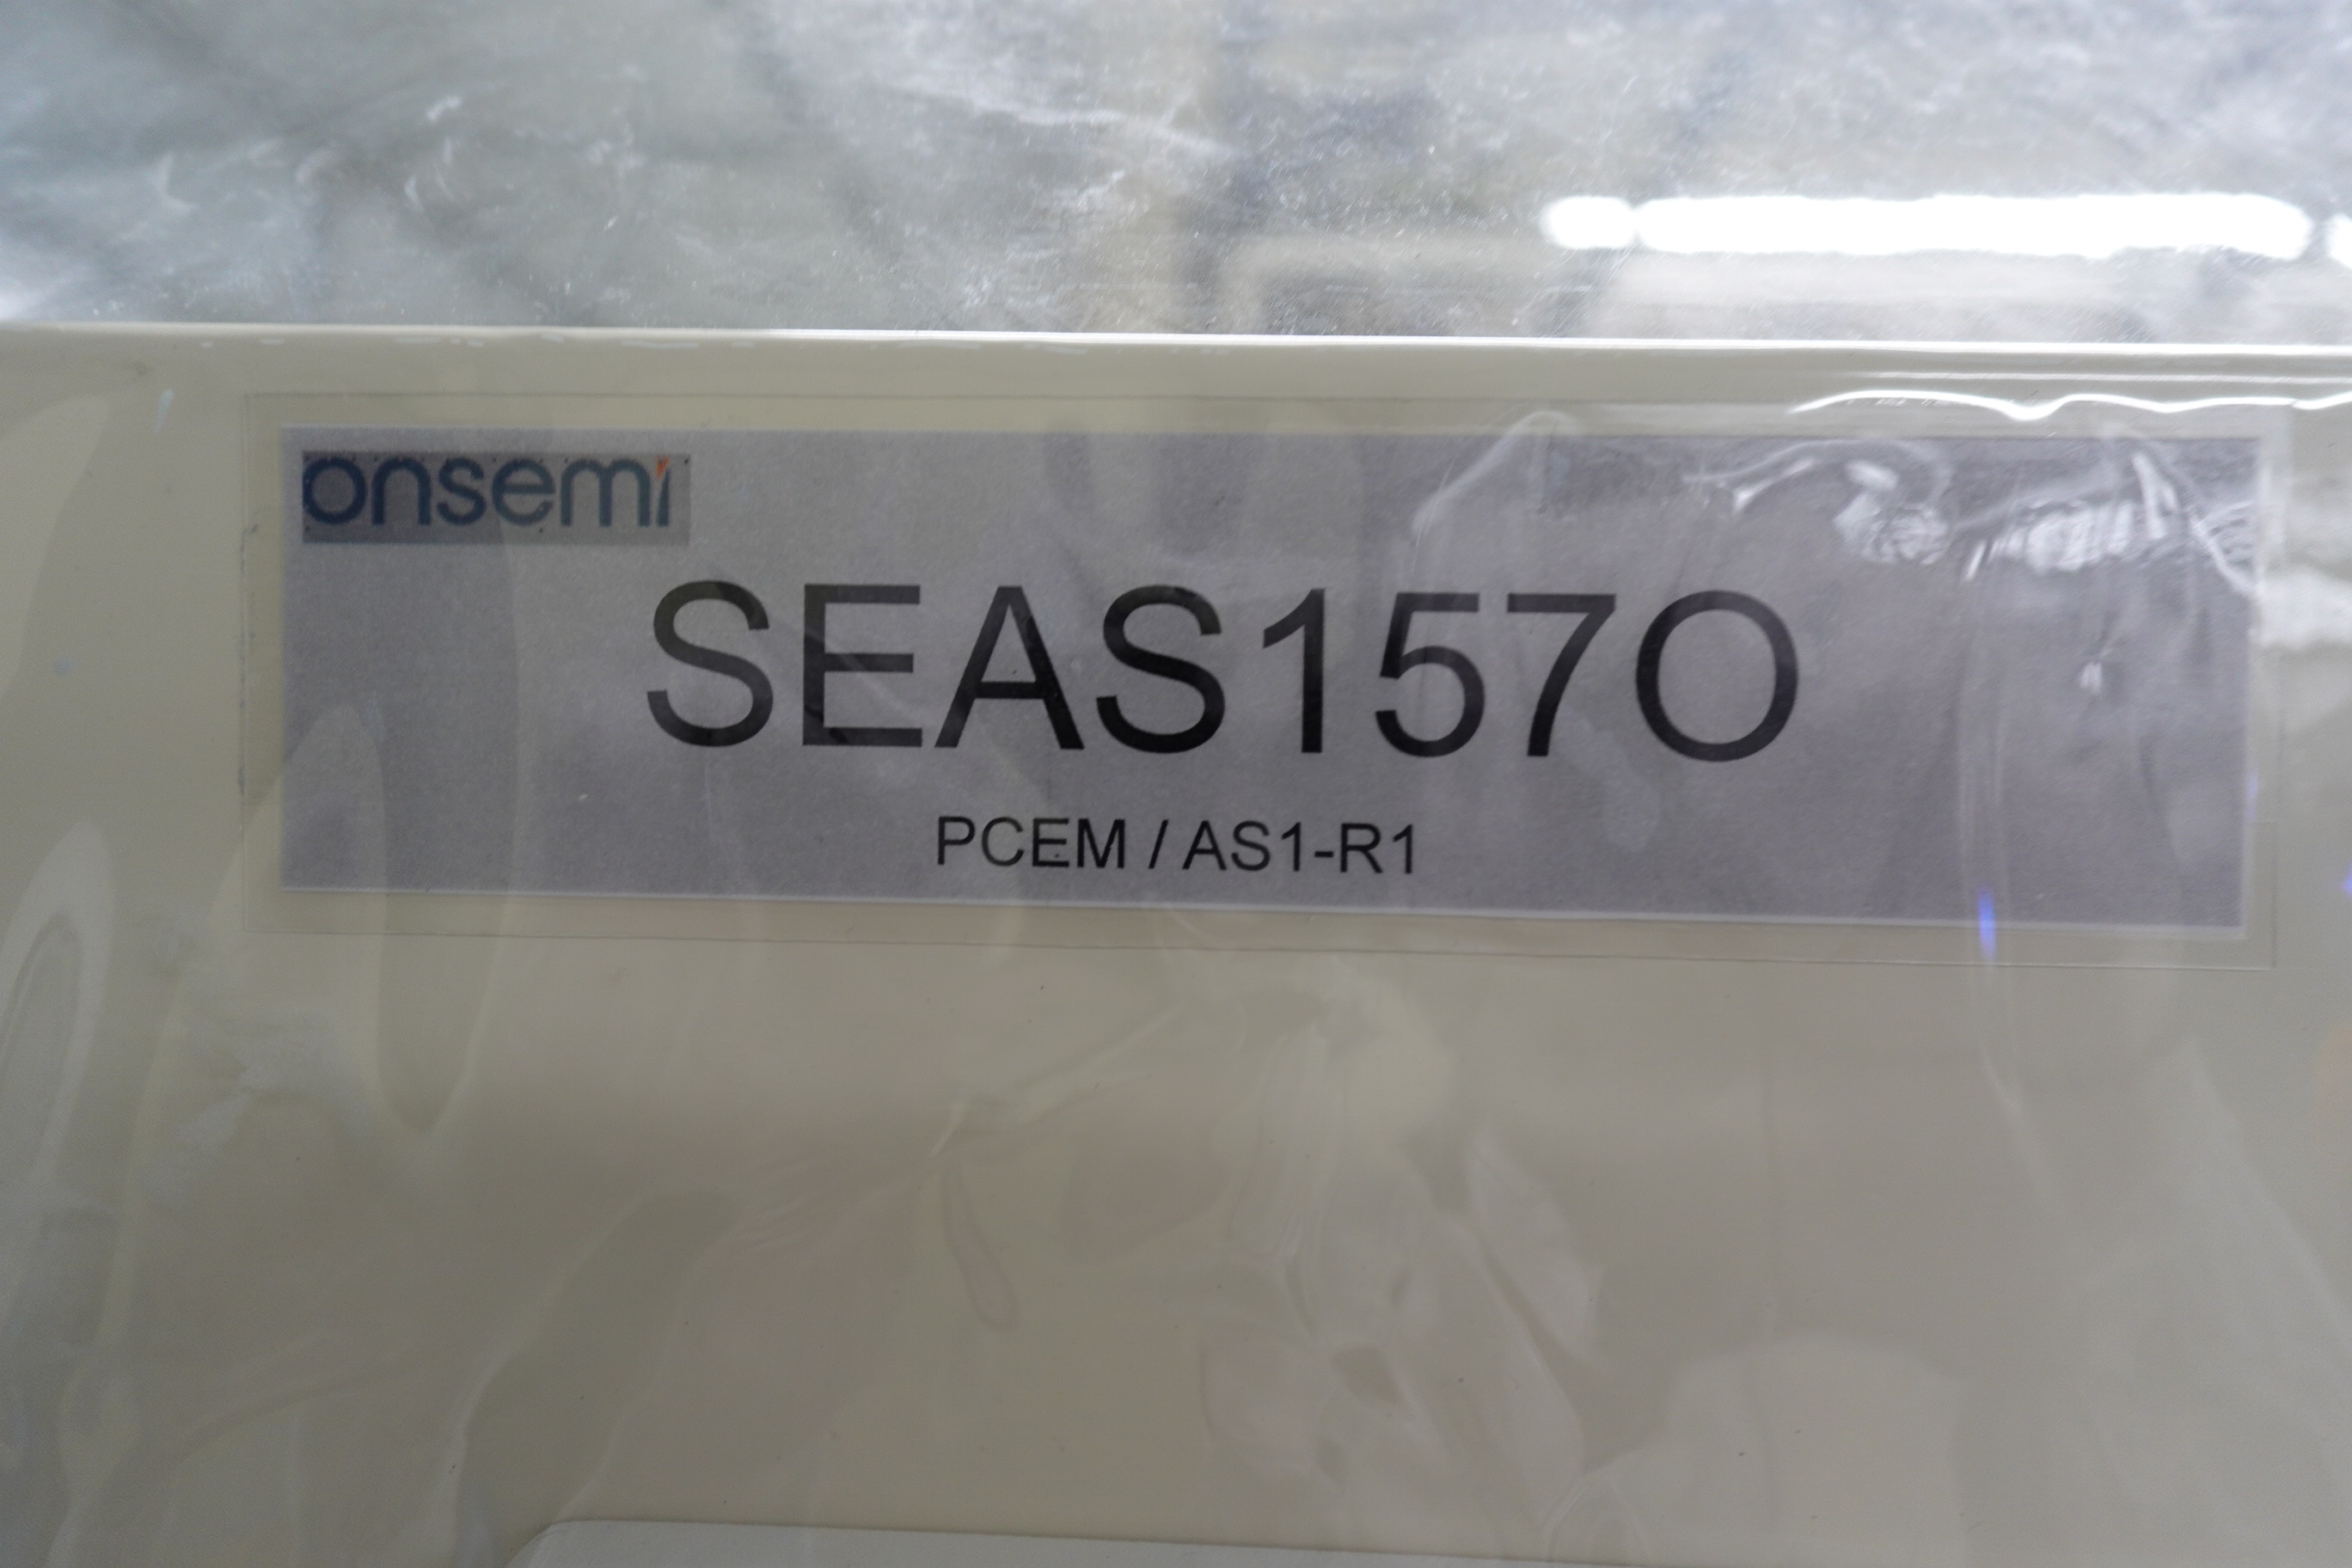 onsemi
SEAS157O
PCEM / AS1-R1